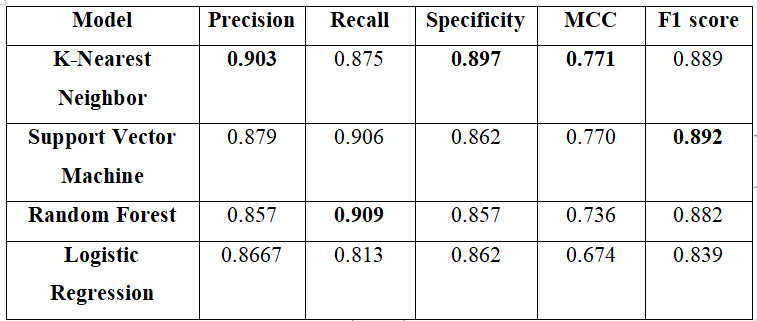 Model Precision Recall Specificity MCC F1 score
K-Nearest 0.903 0.875 0.897 0.771 0.889
Neighbor
Support Vector 0.879 0.906 0.862 0.770 0.892
Machine
Random Forest 0.857 0.909 0.857 0.736 0.882
Logistic 0.8667 0.813 0.862 0.674 0.839
Regression